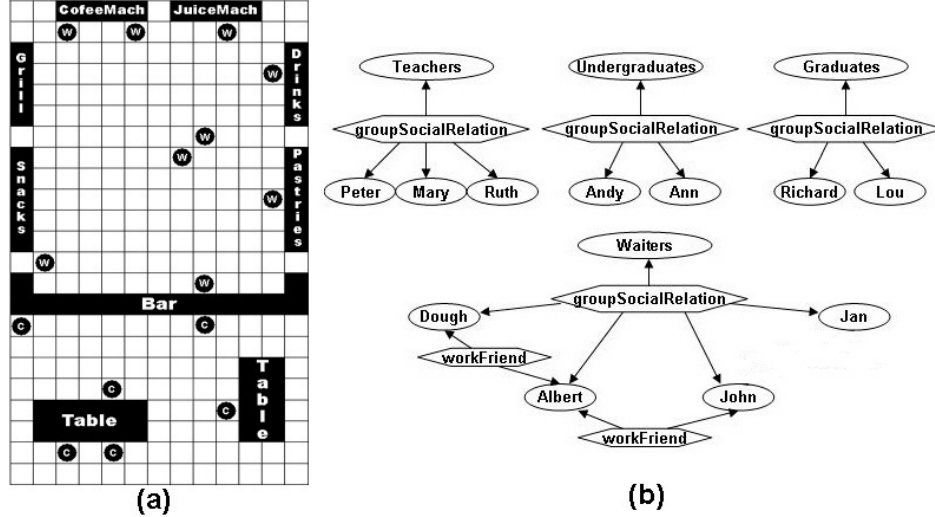 CofeeMach JuiceMach
W W W
Grill
Drinks
W
W
W
Snacks
Pastries
W
W
W
Bar
C C
Table
C
Table
C
C C
(a)
Teachers Undergraduates Graduates
groupSocialRelation groupSocialRelation groupSocialRelation
Peter Mary Ruth Andy Ann Richard Lou
Waiters
groupSocialRelation
Dough Jan
workFriend
Albert John
workFriend
(b)